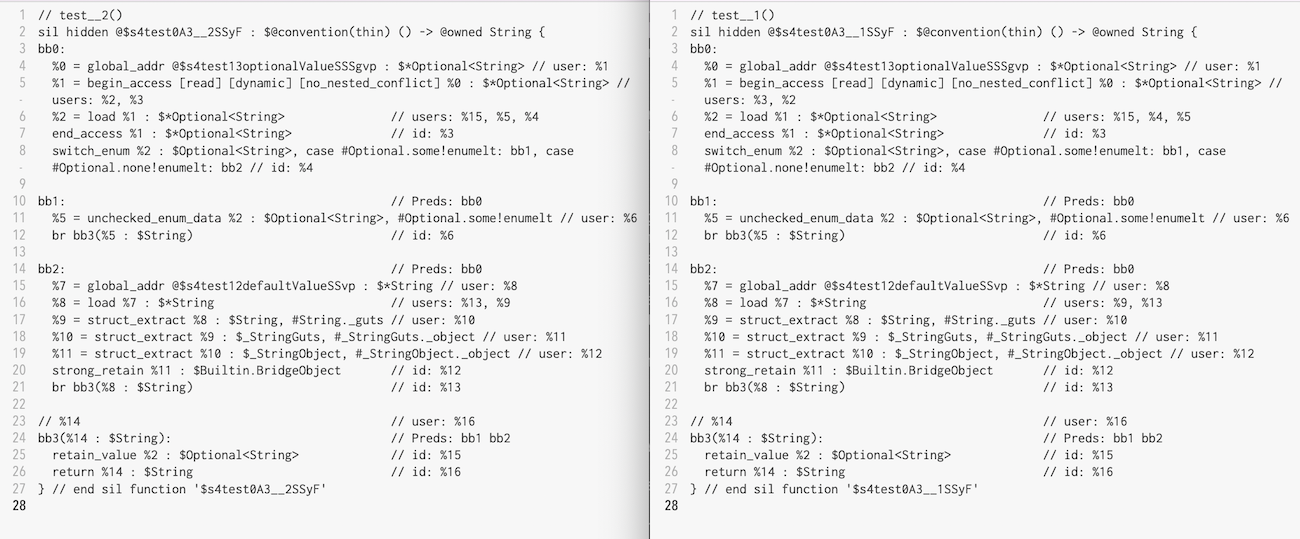 1 // test__2()
2 sil hidden @$s4test0A3__2SSyF : $@convention(thin) () -> @owned String {
3 bb0:
4 %0 = global_addr @$s4test13optionalValueSSSgvp : $*Optional<String> // user: %1
5 %1 = begin_access [read] [dynamic] [no_nested_conflict] %0 : $*Optional<String> //
- users: %2, %3
6 %2 = load %1 : $*Optional<String> // users: %15, %5, %4
7 end_access %1 : $*Optional<String> // id: %3
8 switch_enum %2 : $Optional<String>, case #Optional.some!enumelt: bb1, case
- #Optional.none!enumelt: bb2 // id: %4
9
10 bb1: // Preds: bb0
11 %5 = unchecked_enum_data %2 : $Optional<String>, #Optional.some!enumelt // user: %6
12 br bb3(%5 : $String) // id: %6
13
14 bb2: // Preds: bb0
15 %7 = global_addr @$s4test12defaultValueSSvp : $*String // user: %8
16 %8 = load %7 : $*String // users: %13, %9
17 %9 = struct_extract %8 : $String, #String._guts // user: %10
18 %10 = struct_extract %9 : $_StringGuts, #_StringGuts._object // user: %11
19 %11 = struct_extract %10 : $_StringObject, #_StringObject._object // user: %12
20 strong_retain %11 : $Builtin.BridgeObject // id: %12
21 br bb3(%8 : $String) // id: %13
22
23 // %14 // user: %16
24 bb3(%14 : $String): // Preds: bb1 bb2
25 retain_value %2 : $Optional<String> // id: %15
26 return %14 : $String // id: %16
27 } // end sil function '$s4test0A3__2SSyF'
28
1 // test__1()
2 sil hidden @$s4test0A3__1SSyF : $@convention(thin) () -> @owned String {
3 bb0:
4 %0 = global_addr @$s4test13optionalValueSSSgvp : $*Optional<String> // user: %1
5 %1 = begin_access [read] [dynamic] [no_nested_conflict] %0 : $*Optional<String> //
- users: %3, %2
6 %2 = load %1 : $*Optional<String> // users: %15, %4, %5
7 end_access %1 : $*Optional<String> // id: %3
8 switch_enum %2 : $Optional<String>, case #Optional.some!enumelt: bb1, case
- #Optional.none!enumelt: bb2 // id: %4
9
10 bb1: // Preds: bb0
11 %5 = unchecked_enum_data %2 : $Optional<String>, #Optional.some!enumelt // user: %6
12 br bb3(%5 : $String) // id: %6
13
14 bb2: // Preds: bb0
15 %7 = global_addr @$s4test12defaultValueSSvp : $*String // user: %8
16 %8 = load %7 : $*String // users: %9, %13
17 %9 = struct_extract %8 : $String, #String._guts // user: %10
18 %10 = struct_extract %9 : $_StringGuts, #_StringGuts._object // user: %11
19 %11 = struct_extract %10 : $_StringObject, #_StringObject._object // user: %12
20 strong_retain %11 : $Builtin.BridgeObject // id: %12
21 br bb3(%8 : $String) // id: %13
22
23 // %14 // user: %16
24 bb3(%14 : $String): // Preds: bb1 bb2
25 retain_value %2 : $Optional<String> // id: %15
26 return %14 : $String // id: %16
27 } // end sil function '$s4test0A3__1SSyF'
28